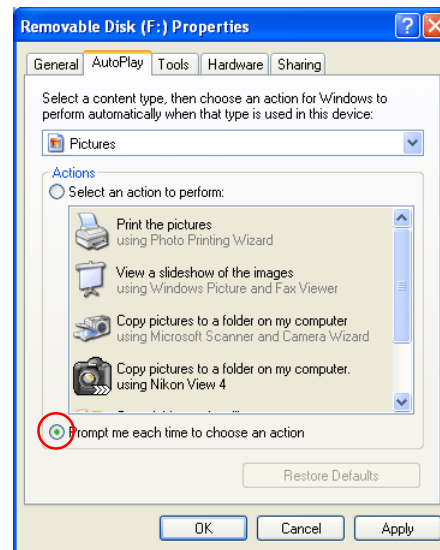 Removable Disk (F:) Properties
General AutoPlay Tools Hardware Sharing
Select a content type, then choose an action for Windows to
perform automatically when that type is used in this device:
Pictures
Actions
Select an action to perform:
Print the pictures
using Photo Printing Wizard
View a slideshow of the images
using Windows Picture and Fax Viewer
Copy pictures to a folder on my computer
using Microsoft Scanner and Camera Wizard
Copy pictures to a folder on my computer.
using Nikon View 4
Prompt me each time to choose an action
Restore Defaults
OK Cancel Apply